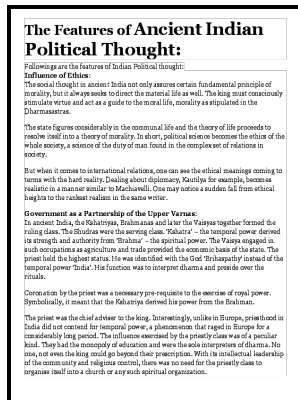 The Features of Ancient Indian
Political Thought:
Followings are the features of Indian Political thought:
Influence of Ethics:
The social thought in ancient India not only assures certain fundamental principle of
morality, but it always seeks to direct the material life as well. The king must consciously
stimulate virtue and act as a guide to the moral life, morality as stipulated in the
Dharmasastras.
The state figures considerably in the communal life and the theory of life proceeds to
resolve itself into a theory of morality. In short, political science becomes the ethics of the
whole society, a science of the duty of man found in the complex set of relations in
society.
But when it comes to international relations, one can see the ethical meanings coming to
terms with the hard reality. Dealing about diplomacy, Kautilya for example, becomes
realistic in a manner similar to Machiavelli. One may notice a sudden fall from ethical
heights to the rankest realism in the same writer.
Government as a Partnership of the Upper Varnas:
In ancient India, the Kshatriyas, Brahmanas and later the Vaisyas together formed the
ruling class. The Shudras were the serving class. 'Kshatra' – the temporal power derived
its strength and authority from 'Brahma' – the spiritual power. The Vaisya engaged in
such occupations as agriculture and trade provided the economic basis of the state. The
priest held the highest status. He was identified with the God 'Brihaspathy' instead of the
temporal power 'India'. His function was to interpret dharma and preside over the
rituals.
Coronation by the priest was a necessary pre-requisite to the exercise of royal power.
Symbolically, it meant that the Kshatriya derived his power from the Brahman.
The priest was the chief adviser to the king. Interestingly, unlike in Europe, priesthood in
India did not contend for temporal power, a phenomenon that raged in Europe for a
considerably long period. The influence exercised by the priestly class was of a peculiar
kind. They had the monopoly of education and were the sole interpreters of dharma. No
one, not even the king could go beyond their prescription. With its intellectual leadership
of the community and religious control, there was no need for the priestly class to
organise itself into a church or any such spiritual organization.